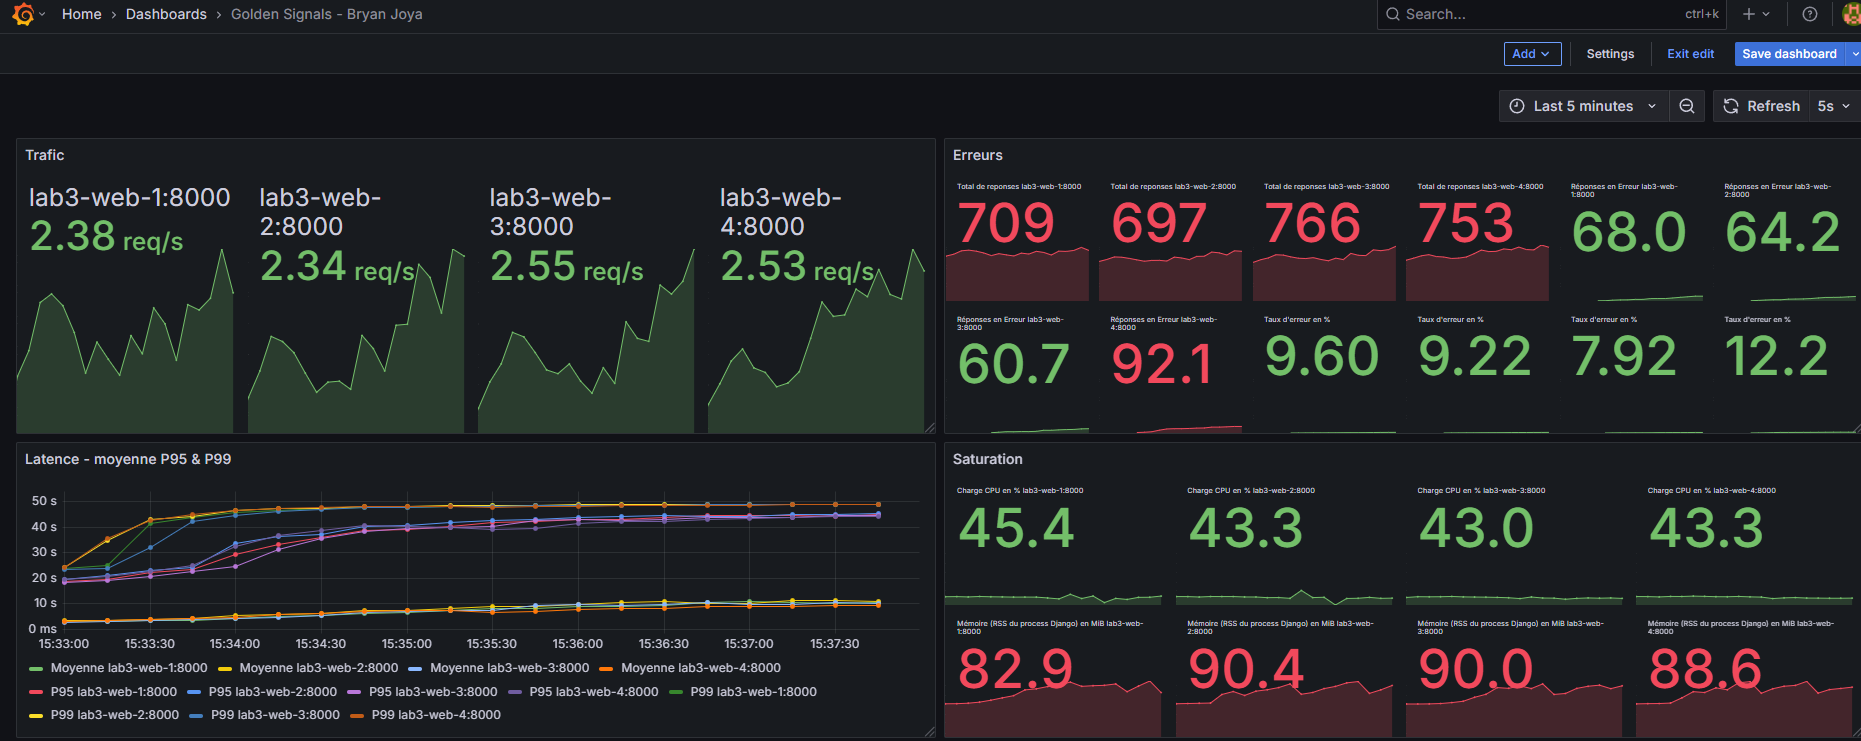 Home › Dashboards › Golden Signals - Bryan Joya
Search... ctrl+k
Add Settings Exit edit Save dashboard
Last 5 minutes Refresh 5s
Trafic
lab3-web-1:8000
2.38 req/s
lab3-web-
2:8000
2.34 req/s
lab3-web-
3:8000
2.55 req/s
lab3-web-
4:8000
2.53 req/s
Erreurs
Total de reponses lab3-web-1:8000
709
Total de reponses lab3-web-2:8000
697
Total de reponses lab3-web-3:8000
766
Total de reponses lab3-web-4:8000
753
Réponses en Erreur lab3-web-
1:8000
68.0
Réponses en Erreur lab3-web-
2:8000
64.2
Réponses en Erreur lab3-web-
3:8000
60.7
Réponses en Erreur lab3-web-
4:8000
92.1
Taux d'erreur en %
9.60
Taux d'erreur en %
9.22
Taux d'erreur en %
7.92
Taux d'erreur en %
12.2
Latence - moyenne P95 & P99
50 s
40 s
30 s
20 s
10 s
0 ms
15:33:00 15:33:30 15:34:00 15:34:30 15:35:00 15:35:30 15:36:00 15:36:30 15:37:00 15:37:30
Moyenne lab3-web-1:8000 Moyenne lab3-web-2:8000 Moyenne lab3-web-3:8000 Moyenne lab3-web-4:8000
P95 lab3-web-1:8000 P95 lab3-web-2:8000 P95 lab3-web-3:8000 P95 lab3-web-4:8000 P99 lab3-web-1:8000
P99 lab3-web-2:8000 P99 lab3-web-3:8000 P99 lab3-web-4:8000
Saturation
Charge CPU en % lab3-web-1:8000
45.4
Charge CPU en % lab3-web-2:8000
43.3
Charge CPU en % lab3-web-3:8000
43.0
Charge CPU en % lab3-web-4:8000
43.3
Mémoire (RSS du process Django) en MiB lab3-web-
1:8000
82.9
Mémoire (RSS du process Django) en MiB lab3-web-
2:8000
90.4
Mémoire (RSS du process Django) en MiB lab3-web-
3:8000
90.0
Mémoire (RSS du process Django) en MiB lab3-web-
4:8000
88.6